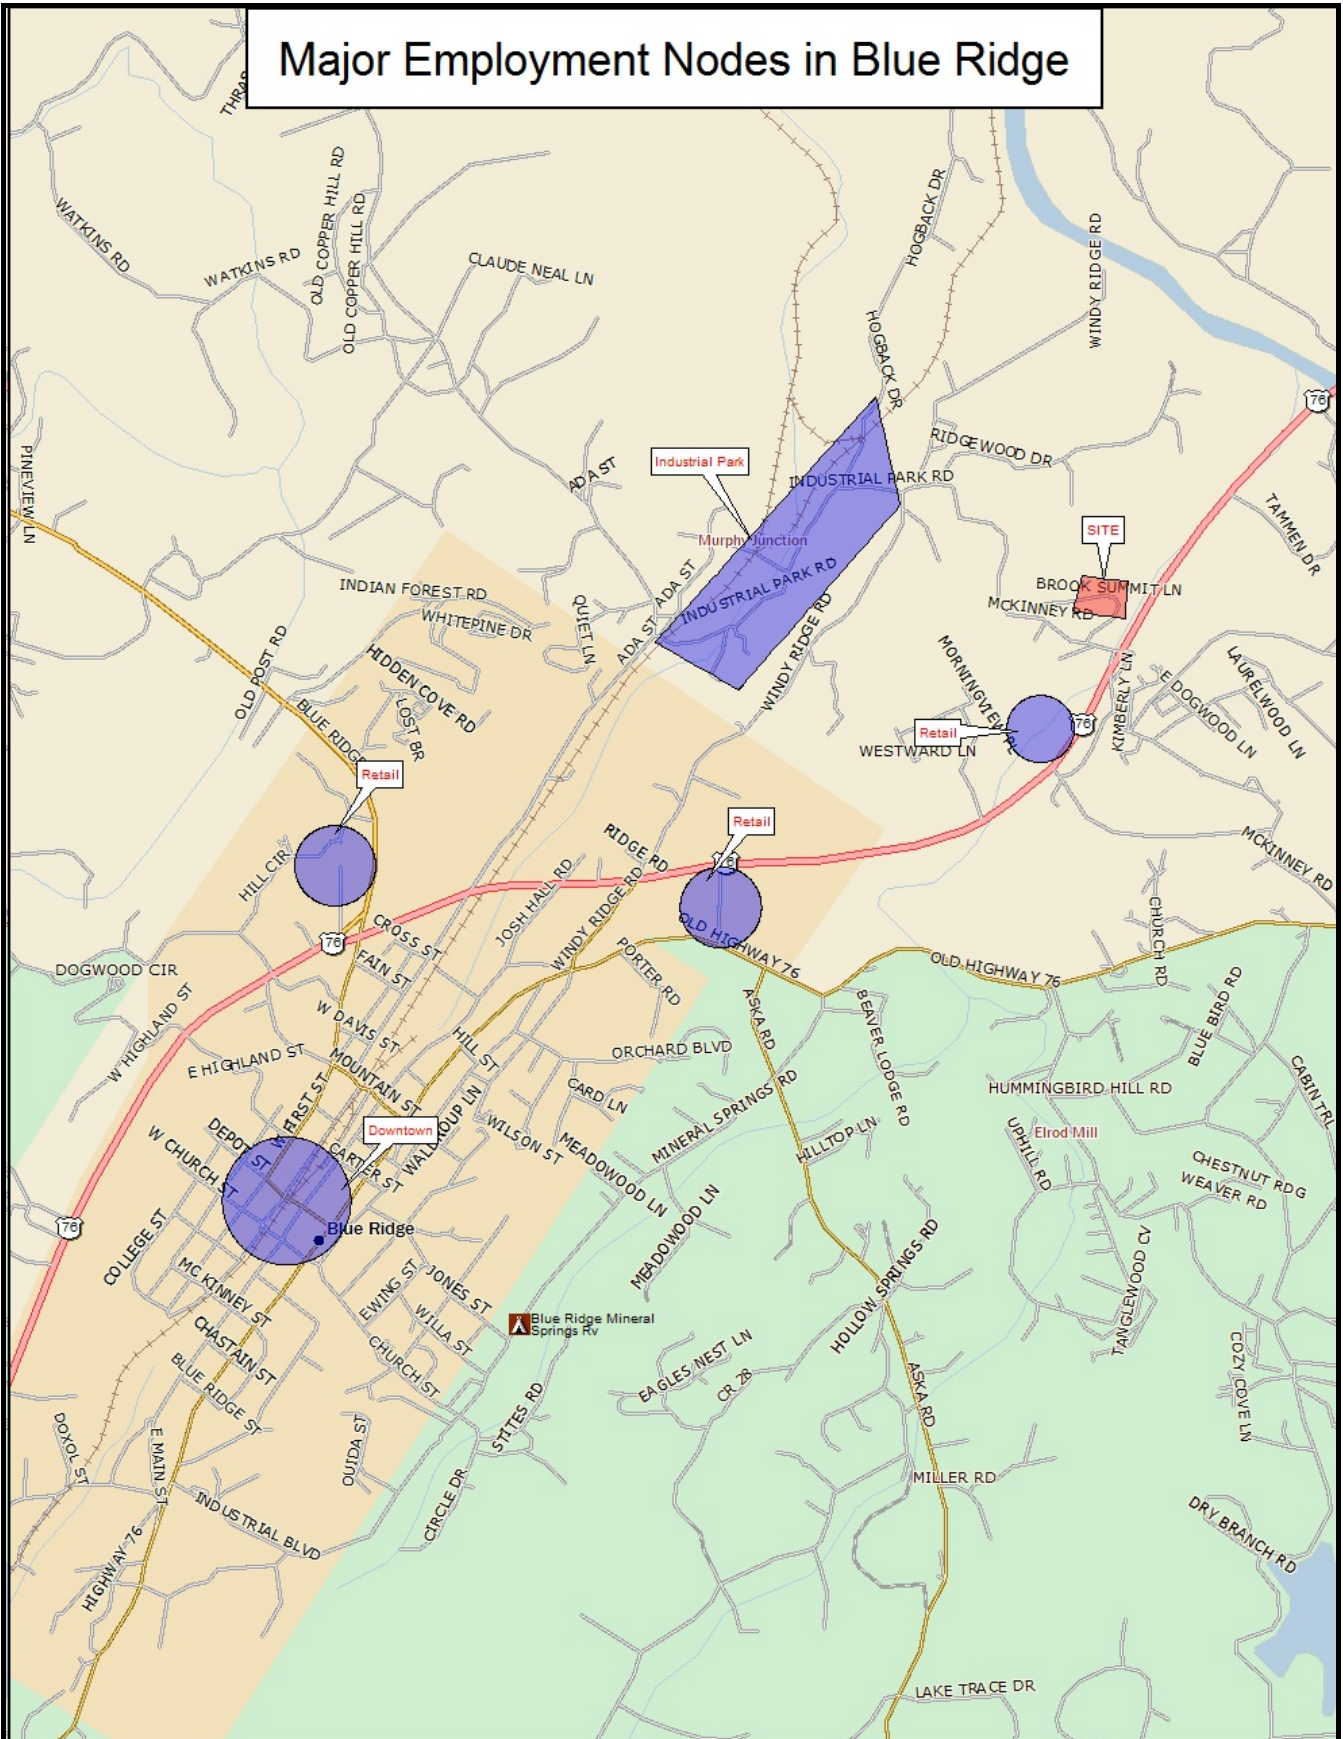 Major Employment Nodes in Blue Ridge
WATKINS RD
WATKINS RD
OLD COPPER HILL RD
OLD COPPER HILL RD
CLAUDE NEAL LN
HOGBACK DR
WINDY RIDGE RD
HOGBACK DR
76
PINEVIEW LN
ADA ST
Industrial Park
RIDGEWOOD DR
INDUSTRIAL PARK RD
TAMMEN DR
SITE
Murphy Junction
ADA ST
INDUSTRIAL PARK RD
BROOK SUMMIT LN
MCKINNEY RD
INDIAN FOREST RD
WHITEPINE DR
QUIET LN
ADA ST
WINDY RIDGE RD
OLD POST RD
HIDDEN COVE RD
LOST BR
BLUE RIDGE
MORNINGVIEW PL
KIMBERLY LN
E DOGWOOD LN
LAURELWOOD LN
76
Retail
WESTWARD LN
Retail
Retail
RIDGE RD
HILL CIR
JOSH HALL RD
WINDY RIDGE RD
MCKINNEY RD
CHURCH RD
CROSS ST
76
FAIN ST
OLD HIGHWAY 76
PORTER RD
OLD HIGHWAY 76
DOGWOOD CIR
W HIGHLAND ST
ASKA RD
BEAVER LODGE RD
BLUE BIRD RD
W DAVIS ST
HILL ST
E HIGHLAND ST
MOUNTAIN ST
ORCHARD BLVD
CABIN TRL
CARD LN
MINERAL SPRINGS RD
HUMMINGBIRD HILL RD
W FIRST ST
DEPOT ST
Downtown
W CHURCH ST
CARTER ST
WILSON ST
MEADOWOOD LN
HILLTOP LN
UPHILL RD
Elrod Mill
CHESTNUT RDG
WEAVER RD
76
COLLEGE ST
Blue Ridge
MEADOWOOD LN
HOLLOW SPRINGS RD
TANGLEWOOD CV
MC KINNEY ST
EWING ST
JONES ST
WILLA ST
Blue Ridge Mineral
Springs Rv
CHASTAIN ST
CHURCH ST
BLUE RIDGE ST
EAGLES NEST LN
CR 28
ASKA RD
COZY COVE LN
DOXOL ST
E MAIN ST
OUIDA ST
STITES RD
CIRCLE DR
INDUSTRIAL BLVD
HIGHWAY 76
MILLER RD
DRY BRANCH RD
LAKE TRACE DR